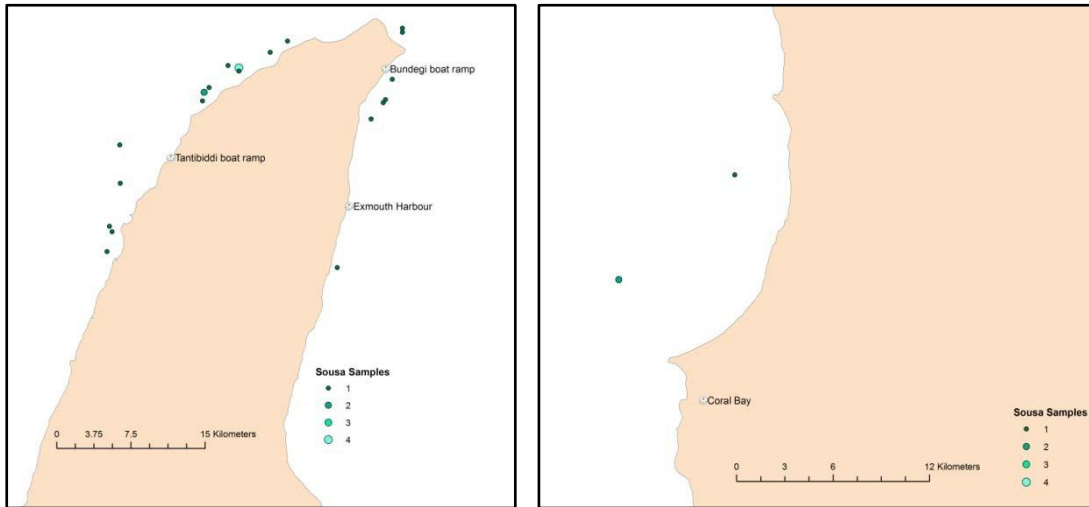 Bundegi boat ramp
Tantibiddi boat ramp
Exmouth Harbour
Sousa Samples
1
2
3
4
0 3.75 7.5 15 Kilometers
Coral Bay
Sousa Samples
1
2
3
4
0 3 6 12 Kilometers